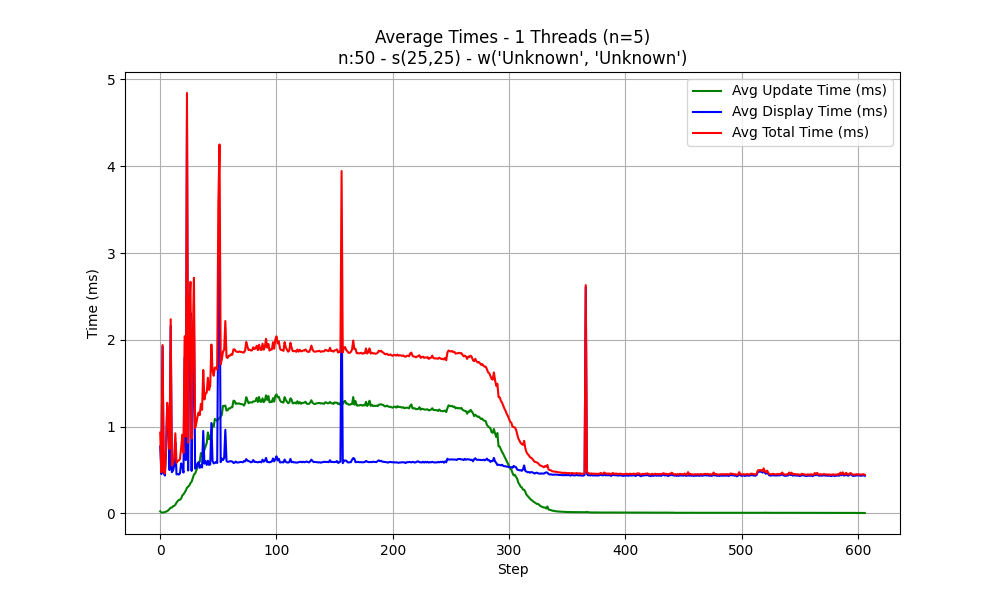 Average Times - 1 Threads (n=5)
n:50 - s(25,25) - w('Unknown', 'Unknown')
Avg Update Time (ms)
Avg Display Time (ms)
Avg Total Time (ms)
Time (ms)
5
4
3
2
1
0
0 100 200 300 400 500 600
Step